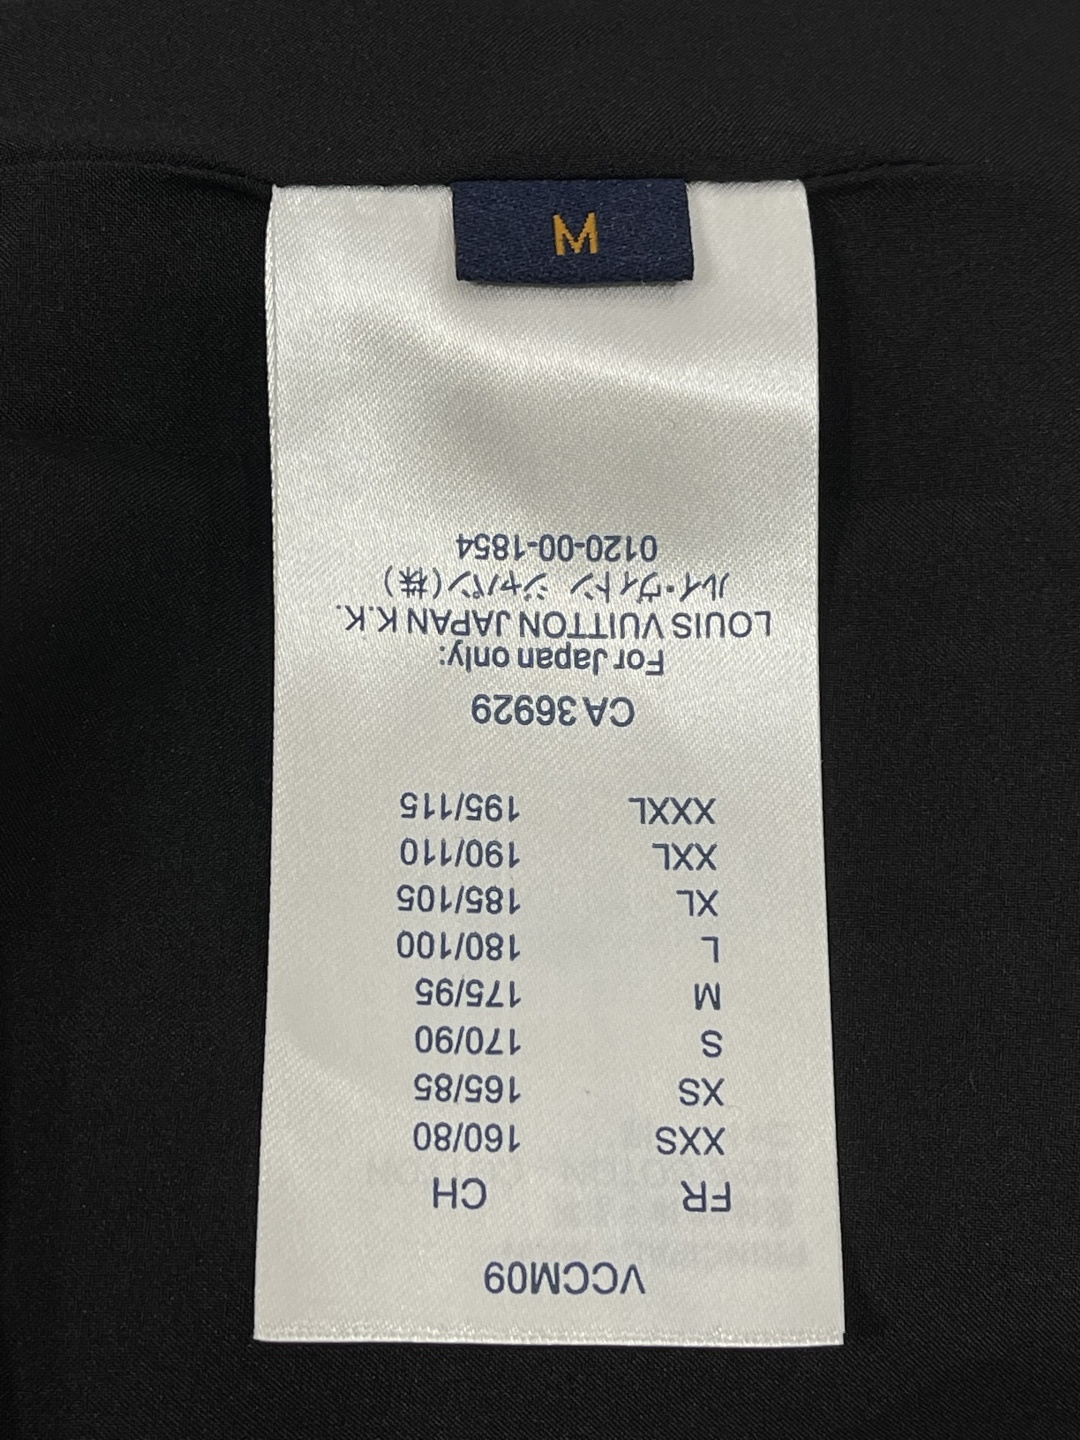 M
VCCM09
FR CH
XXS 160/80
XS 165/85
S 170/90
M 175/95
L 180/100
XL 185/105
XXL 190/110
XXXL 195/115
CA 36929
For Japan only:
LOUIS VUITTON JAPAN K.K.
ルイ・ヴィトン ジャパン(株)
0120-00-1854